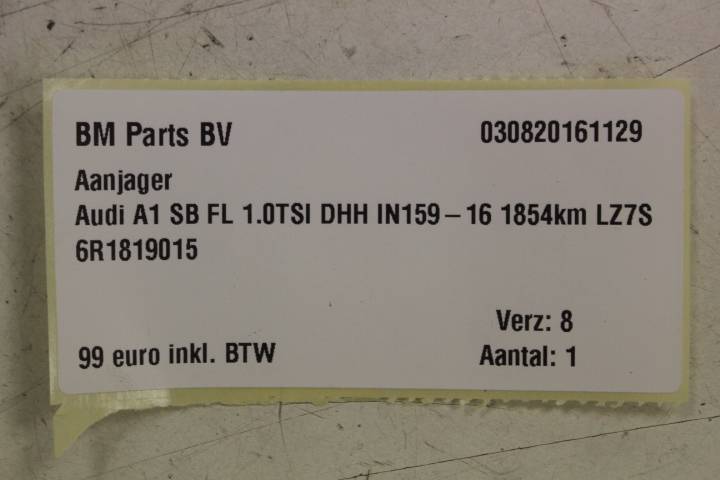 BM Parts BV 030820161129
Aanjager
Audi A1 SB FL 1.0TSI DHH IN159-16 1854km LZ7S
6R1819015
Verz: 8
99 euro inkl. BTW Aantal: 1